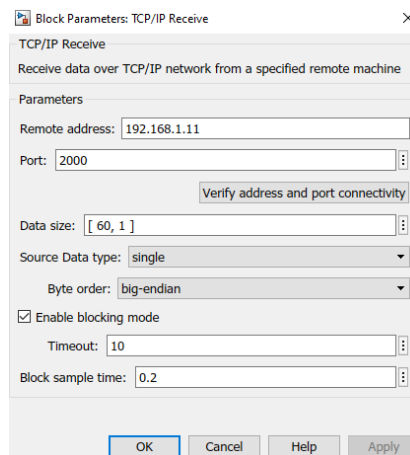 Block Parameters: TCP/IP Receive
TCP/IP Receive
Receive data over TCP/IP network from a specified remote machine
Parameters
Remote address: 192.168.1.11
Port: 2000
Verify address and port connectivity
Data size: [ 60, 1 ]
Source Data type: single
Byte order: big-endian
Enable blocking mode
Timeout: 10
Block sample time: 0.2
OK Cancel Help Apply